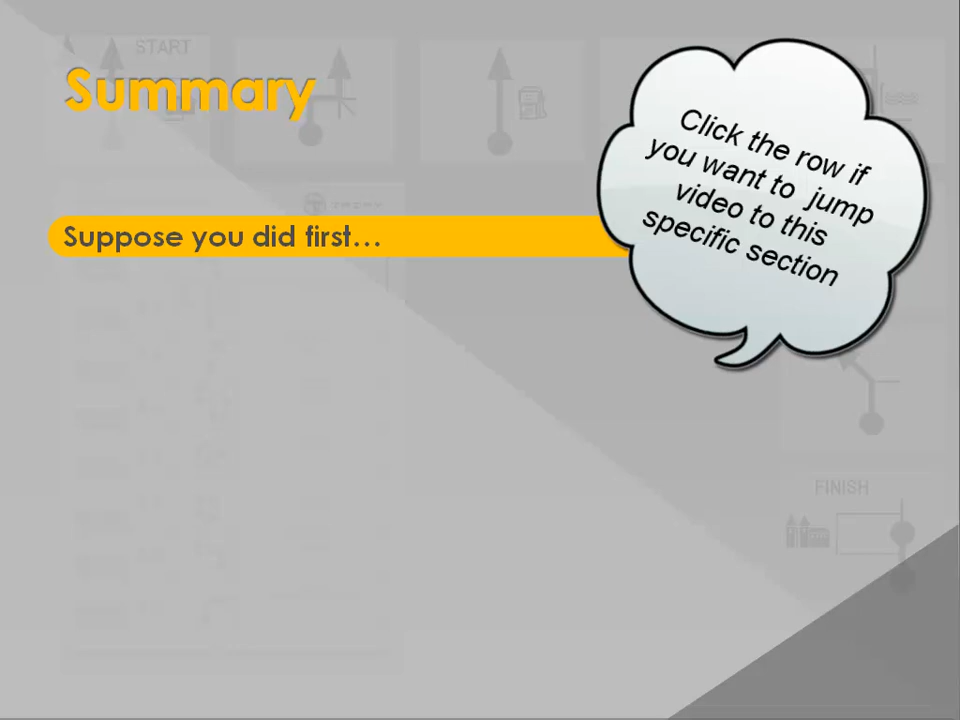 START
Summary
Click the row if
you want to jump
video to this
specific section
Suppose you did first...
FINISH